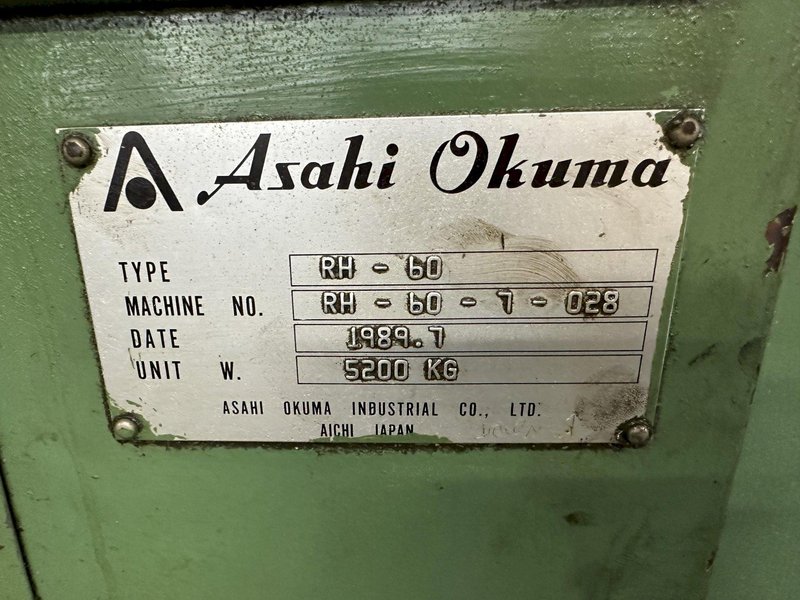 Asahi Okuma
TYPE RH - 60
MACHINE NO. RH - 60 - 7 - 028
DATE 1989.7
UNIT W. 5200 KG
ASAHI OKUMA INDUSTRIAL CO., LTD.
AICHI JAPAN